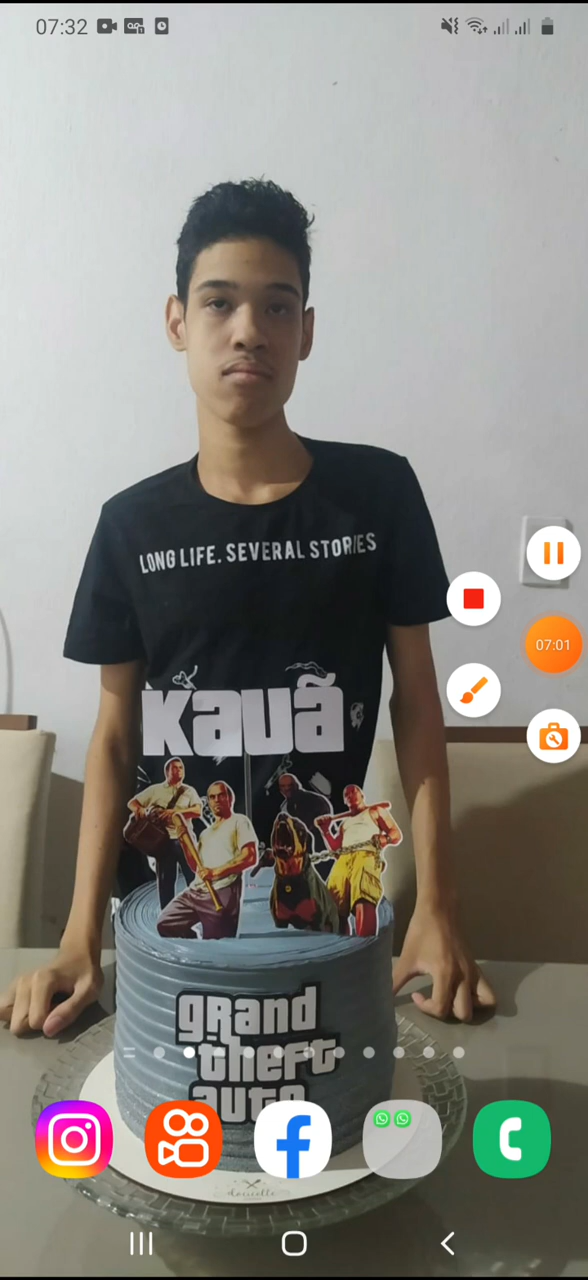 07:32
LONG LIFE. SEVERAL STORIES
kauã
07:01
grand
theft
auto